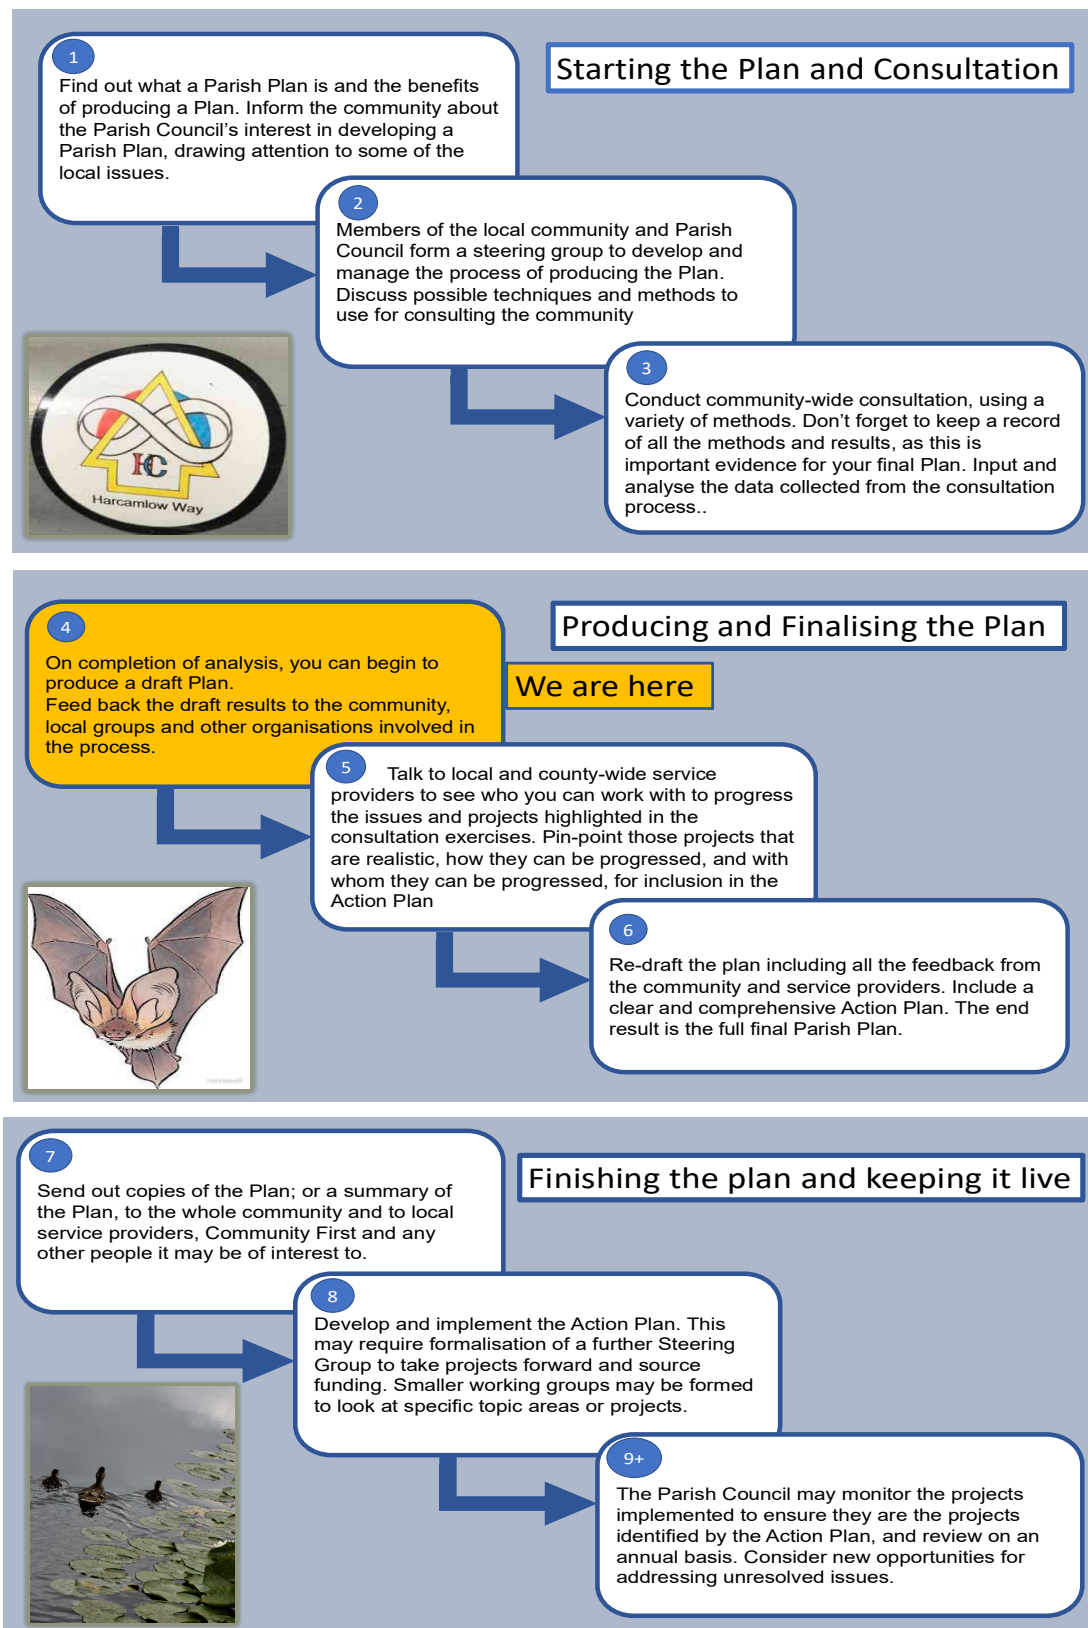 Starting the Plan and Consultation
1
Find out what a Parish Plan is and the benefits
of producing a Plan. Inform the community about
the Parish Council's interest in developing a
Parish Plan, drawing attention to some of the
local issues.
2
Members of the local community and Parish
Council form a steering group to develop and
manage the process of producing the Plan.
Discuss possible techniques and methods to
use for consulting the community
3
Conduct community-wide consultation, using a
variety of methods. Don't forget to keep a record
of all the methods and results, as this is
important evidence for your final Plan. Input and
analyse the data collected from the consultation
process..
HC
Harcamlow Way
Producing and Finalising the Plan
4
On completion of analysis, you can begin to
produce a draft Plan.
Feed back the draft results to the community,
local groups and other organisations involved in
the process.
We are here
5
Talk to local and county-wide service
providers to see who you can work with to progress
the issues and projects highlighted in the
consultation exercises. Pin-point those projects that
are realistic, how they can be progressed, and with
whom they can be progressed, for inclusion in the
Action Plan
6
Re-draft the plan including all the feedback from
the community and service providers. Include a
clear and comprehensive Action Plan. The end
result is the full final Parish Plan.
Finishing the plan and keeping it live
7
Send out copies of the Plan; or a summary of
the Plan, to the whole community and to local
service providers, Community First and any
other people it may be of interest to.
8
Develop and implement the Action Plan. This
may require formalisation of a further Steering
Group to take projects forward and source
funding. Smaller working groups may be formed
to look at specific topic areas or projects.
9+
The Parish Council may monitor the projects
implemented to ensure they are the projects
identified by the Action Plan, and review on an
annual basis. Consider new opportunities for
addressing unresolved issues.